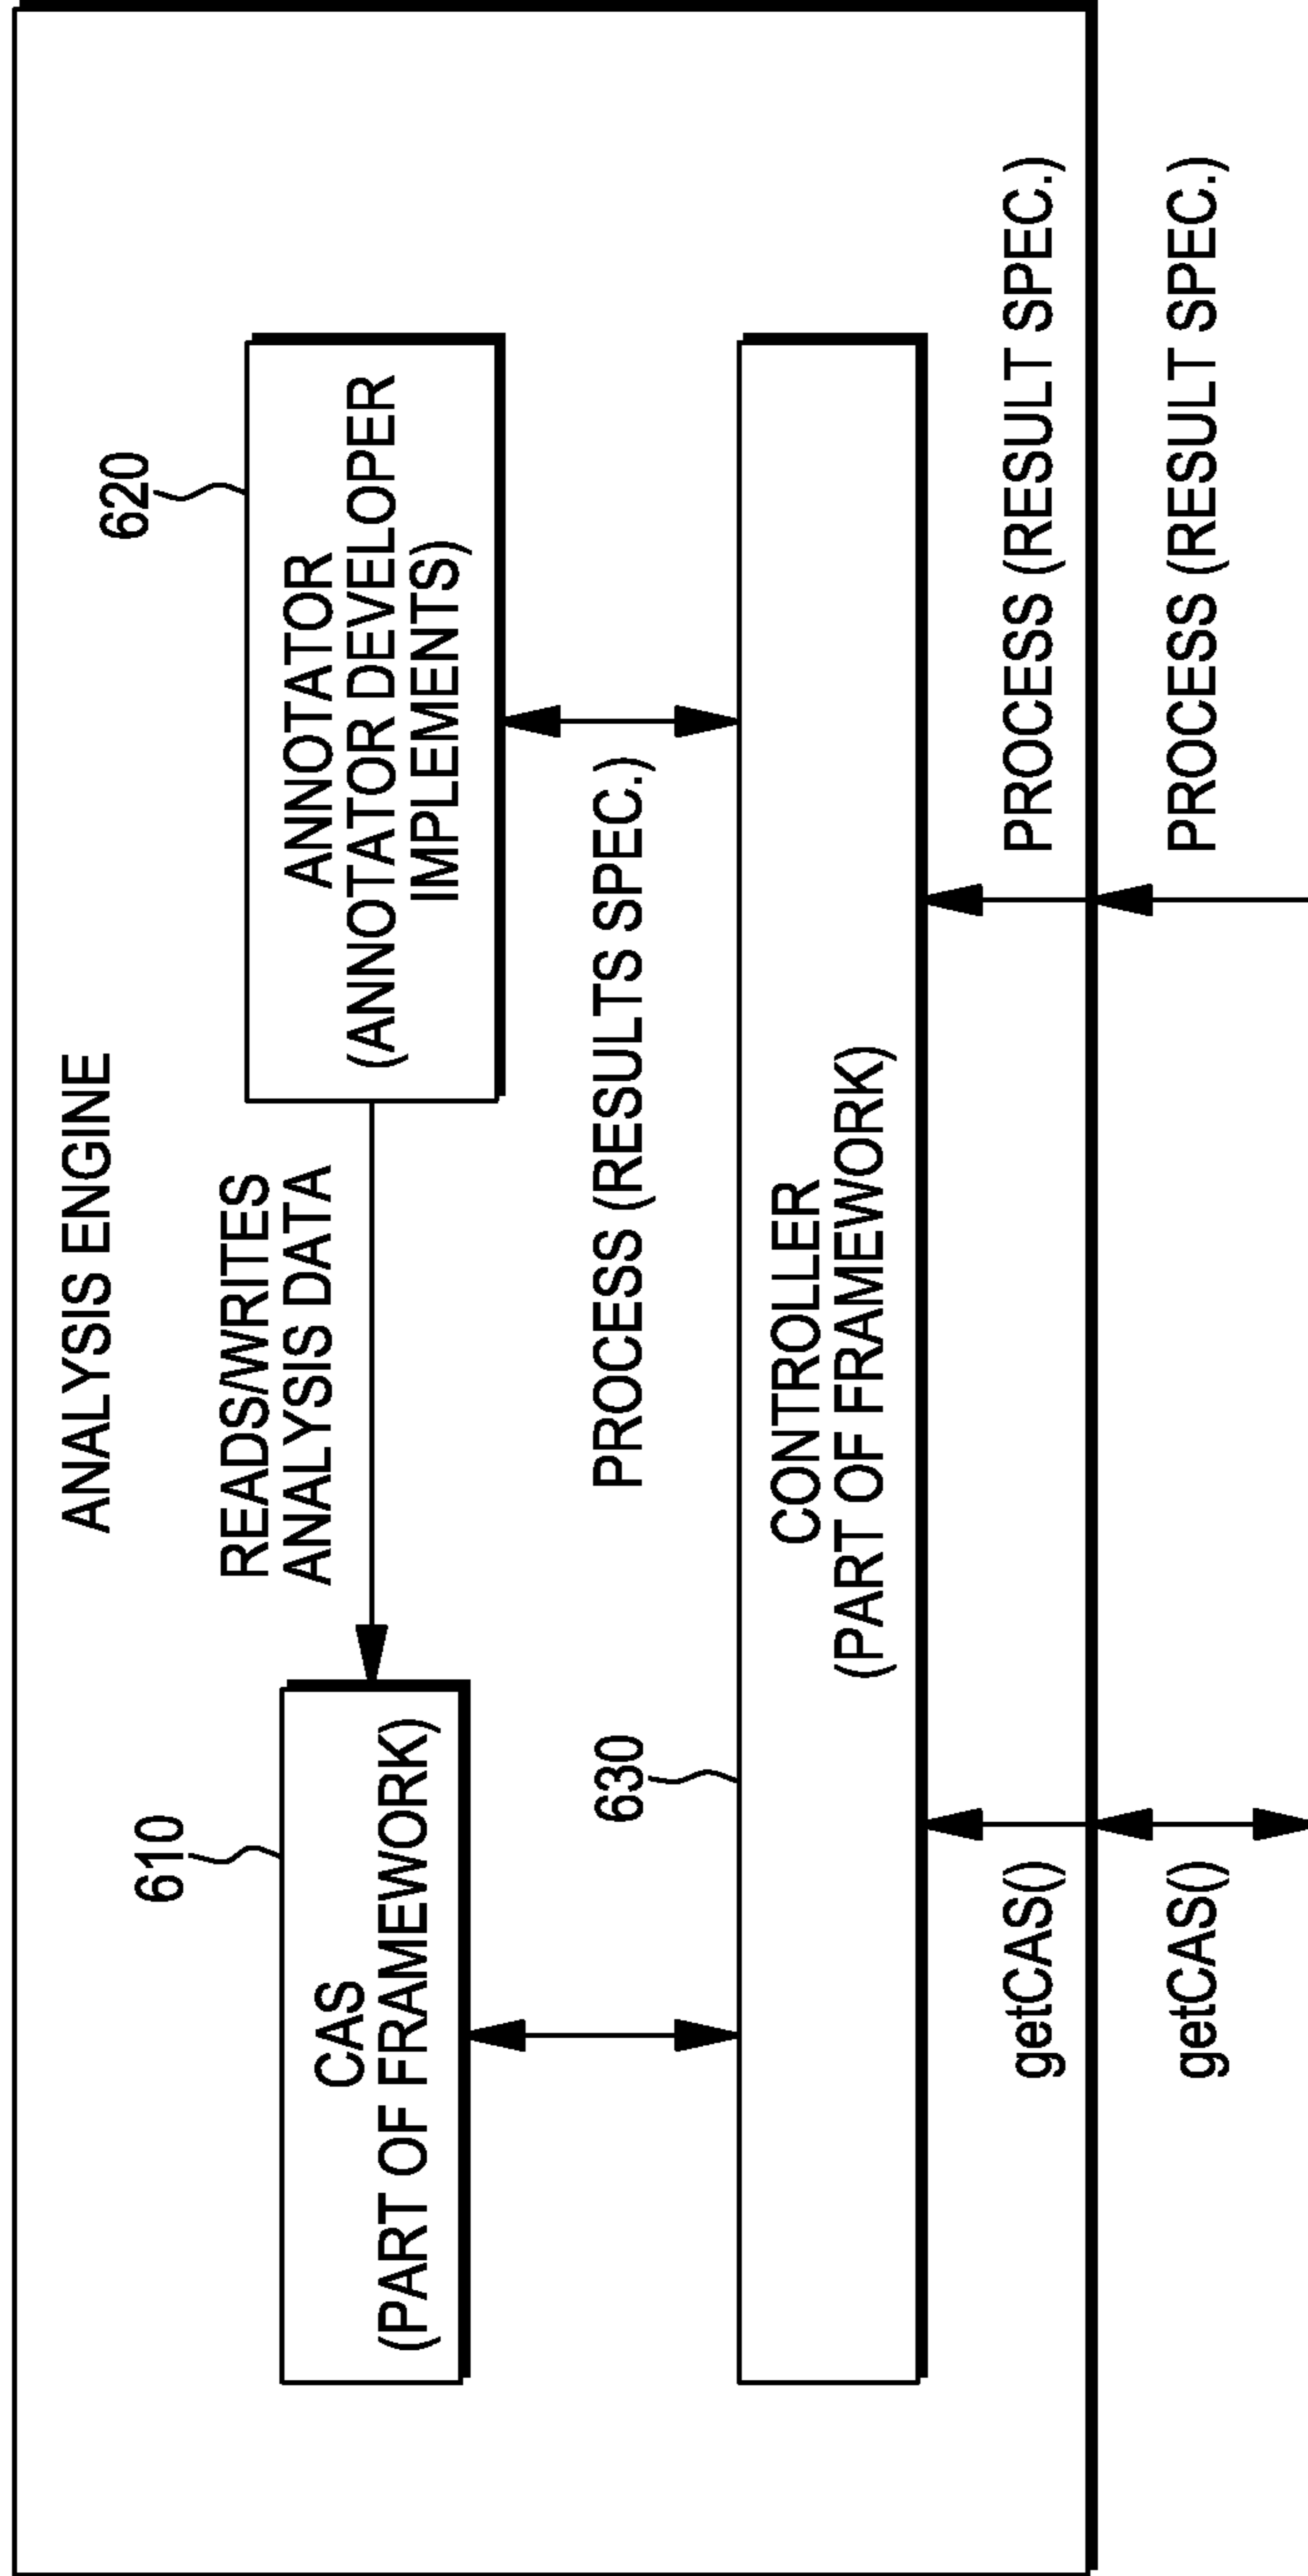 ANALYSIS ENGINE
610
CAS
(PART OF FRAMEWORK)
READS/WRITES
ANALYSIS DATA
620
ANNOTATOR
(ANNOTATOR DEVELOPER
IMPLEMENTS)
630
PROCESS (RESULTS SPEC.)
CONTROLLER
(PART OF FRAMEWORK)
getCAS()
PROCESS (RESULT SPEC.)
getCAS()
PROCESS (RESULT SPEC.)